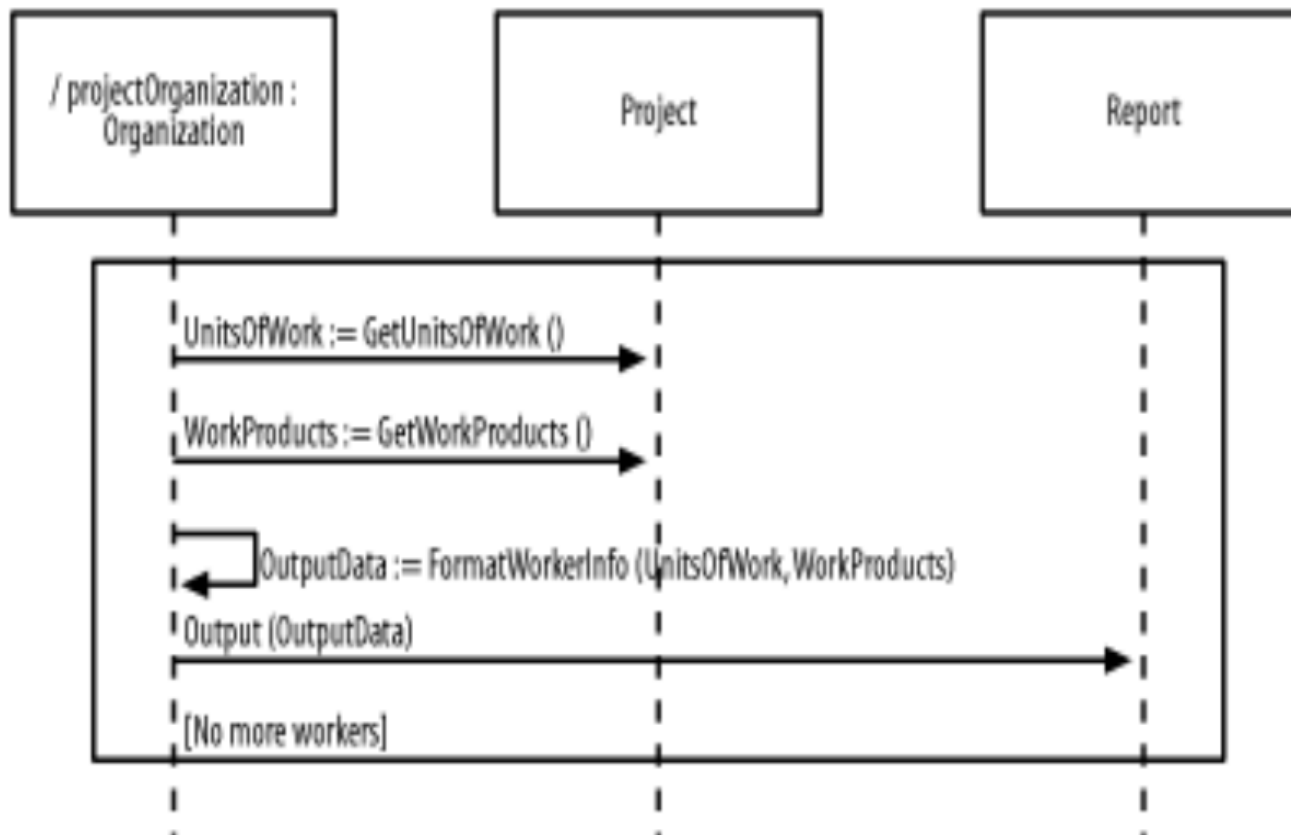 / projectOrganization :
Organization
Project
Report
UnitsOfWork := GetUnitsOfWork ()
WorkProducts := GetWorkProducts ()
OutputData := FormatWorkerInfo (UnitsOfWork, WorkProducts)
Output (OutputData)
[No more workers]